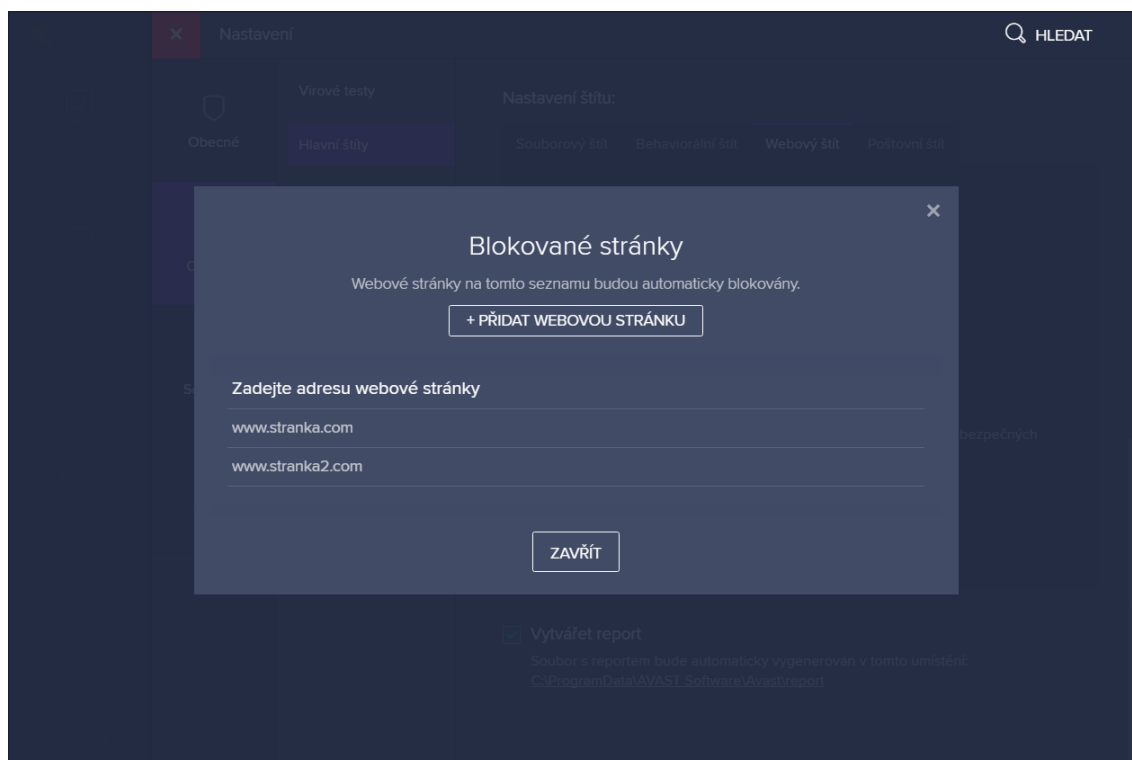 Nastavení
HLEDAT
Virové testy
Nastavení štítu:
Obecné
Hlavní štíty
Souborový štít
Behaviorální štít
Webový štít
Poštovní štít
×
Blokované stránky
Webové stránky na tomto seznamu budou automaticky blokovány.
+ PŘIDAT WEBOVOU STRÁNKU
Zadejte adresu webové stránky
www.stranka.com
www.stranka2.com
bezpečných
ZAVŘÍT
Vytvářet report
Soubor s reportem bude automaticky vygenerován v tomto umístění:
C:\ProgramData\AVAST Software\Avast\report